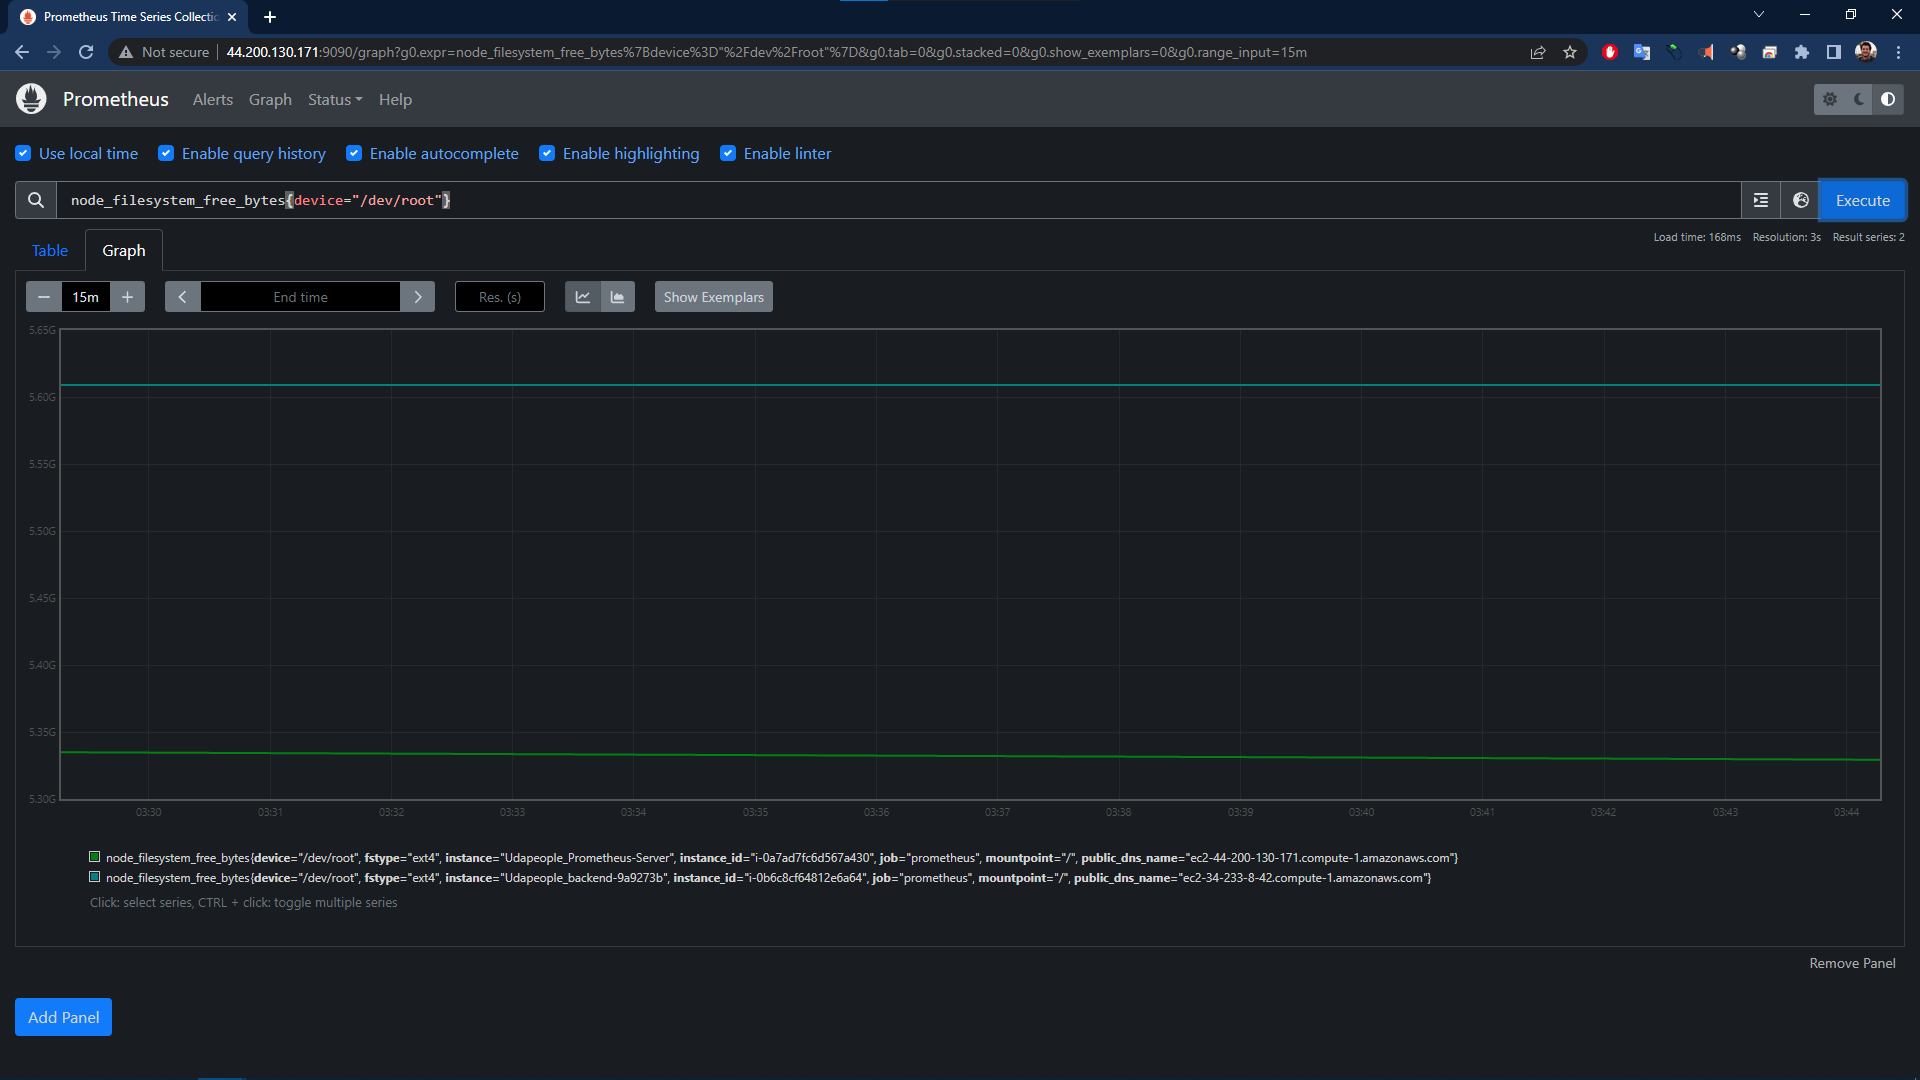 Prometheus Time Series Collectio
Not secure 44.200.130.171:9090/graph?g0.expr=node_filesystem_free_bytes%7Bdevice%3D"%2Fdev%2Froot"%7D&g0.tab=0&g0.stacked=0&g0.show_exemplars=0&g0.range_input=15m
Prometheus Alerts Graph Status Help
Use local time Enable query history Enable autocomplete Enable highlighting Enable linter
node_filesystem_free_bytes{device="/dev/root"} Execute
Table Graph Load time: 168ms Resolution: 3s Result series: 2
15m End time Res. (s) Show Exemplars
5.65G
5.60G
5.55G
5.50G
5.45G
5.40G
5.35G
5.30G
03:30 03:31 03:32 03:33 03:34 03:35 03:36 03:37 03:38 03:39 03:40 03:41 03:42 03:43 03:44
node_filesystem_free_bytes{device="/dev/root", fstype="ext4", instance="Udapeople_Prometheus-Server", instance_id="i-0a7ad7fc6d567a430", job="prometheus", mountpoint="/", public_dns_name="ec2-44-200-130-171.compute-1.amazonaws.com"}
node_filesystem_free_bytes{device="/dev/root", fstype="ext4", instance="Udapeople_backend-9a9273b", instance_id="i-0b6c8cf64812e6a64", job="prometheus", mountpoint="/", public_dns_name="ec2-34-233-8-42.compute-1.amazonaws.com"}
Click: select series, CTRL + click: toggle multiple series
Remove Panel
Add Panel